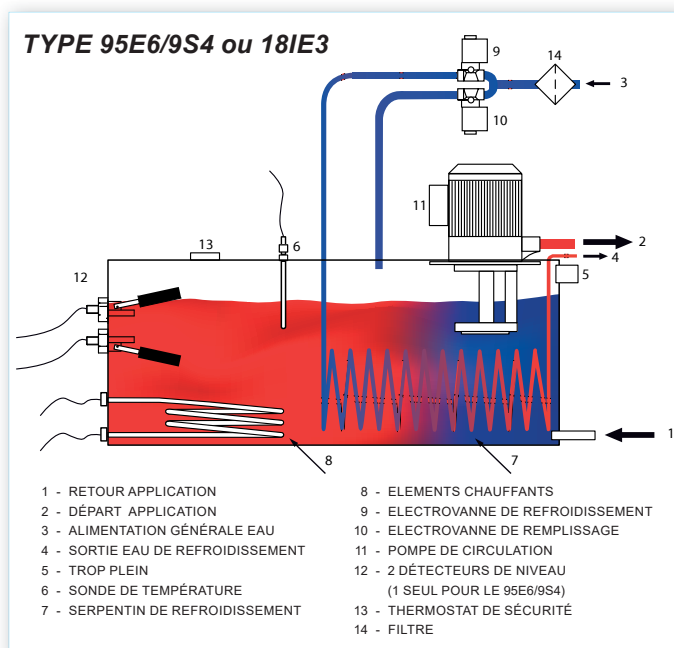 TYPE 95E6/9S4 ou 18IE3
9
14
3
10
11
2
4
13
6
5
12
1
8
7
1 - RETOUR APPLICATION
2 - DÉPART APPLICATION
3 - ALIMENTATION GÉNÉRALE EAU
4 - SORTIE EAU DE REFROIDISSEMENT
5 - TROP PLEIN
6 - SONDE DE TEMPÉRATURE
7 - SERPENTIN DE REFROIDISSEMENT
8 - ELEMENTS CHAUFFANTS
9 - ELECTROVANNE DE REFROIDISSEMENT
10 - ELECTROVANNE DE REMPLISSAGE
11 - POMPE DE CIRCULATION
12 - 2 DÉTECTEURS DE NIVEAU
(1 SEUL POUR LE 95E6/9S4)
13 - THERMOSTAT DE SÉCURITÉ
14 - FILTRE